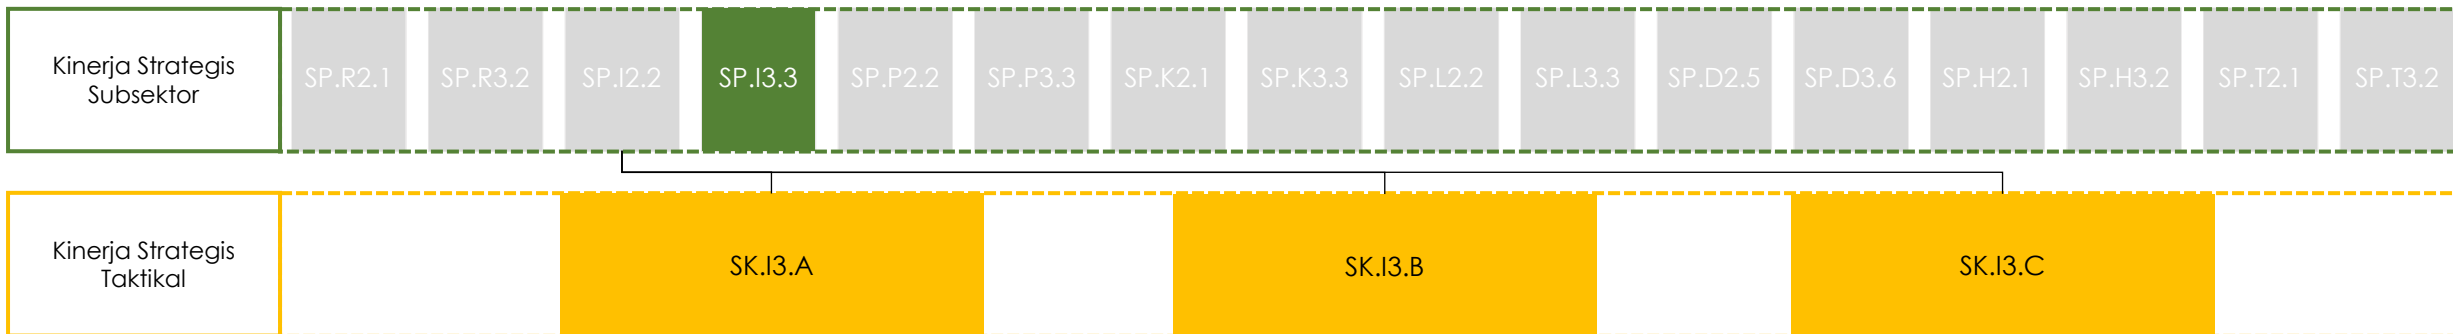 Kinerja Strategis
Subsektor
SP.R2.1
SP.R3.2
SP.I2.2
SP.I3.3
SP.P2.2
SP.P3.3
SP.K2.1
SP.K3.3
SP.L2.2
SP.L3.3
SP.D2.5
SP.D3.6
SP.H2.1
SP.H3.2
SP.T2.1
SP.T3.2
Kinerja Strategis
Taktikal
SK.I3.A
SK.I3.B
SK.I3.C